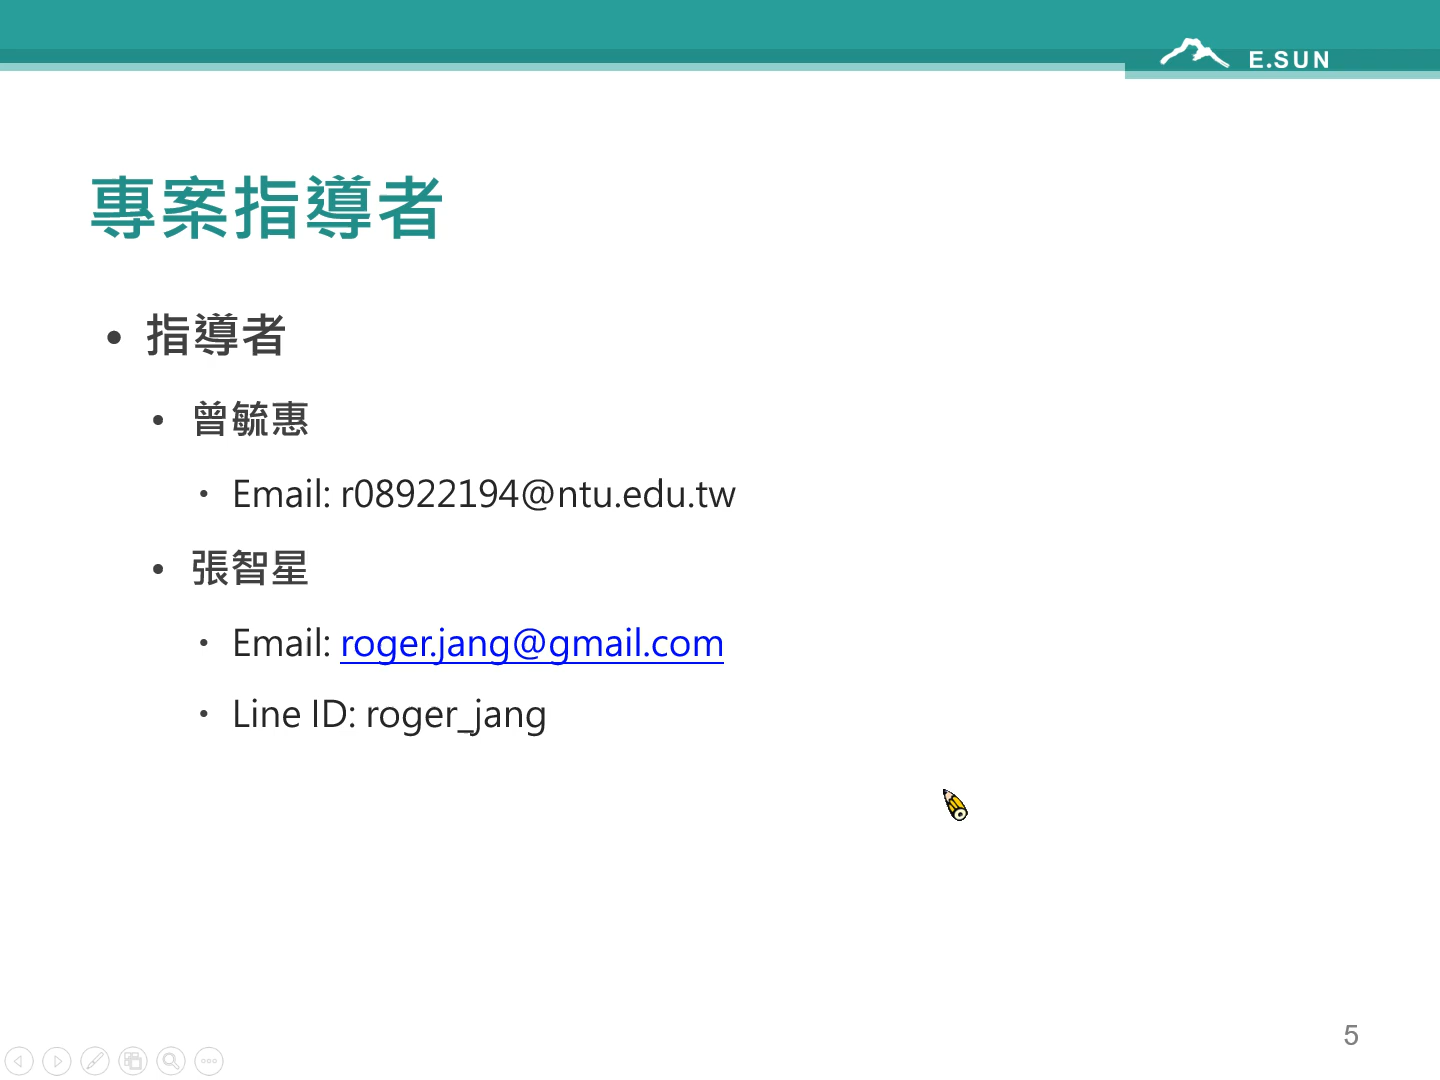 E.SUN
專案指導者
• 指導者
• 曾毓惠
• Email: r08922194@ntu.edu.tw
• 張智星
• Email: roger.jang@gmail.com
• Line ID: roger_jang
5